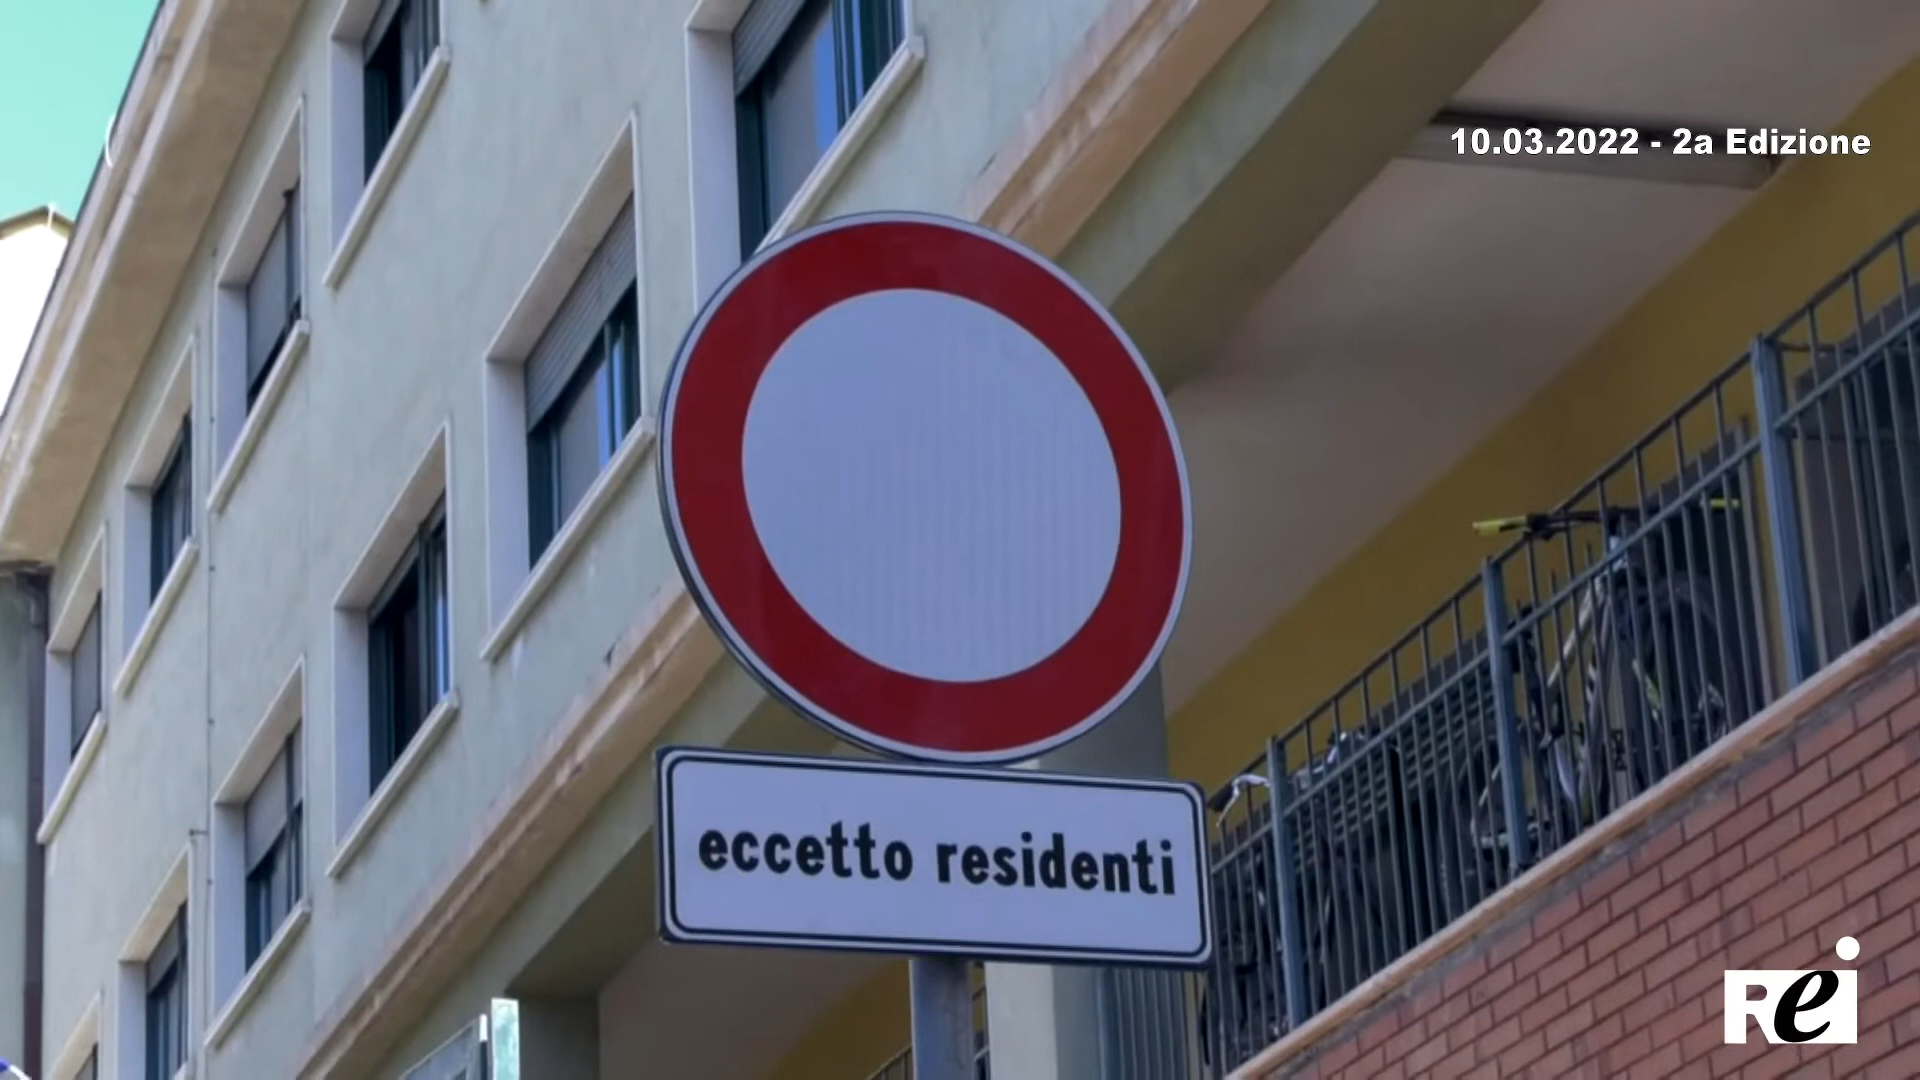 10.03.2022 - 2a Edizione
eccetto residenti
Rei